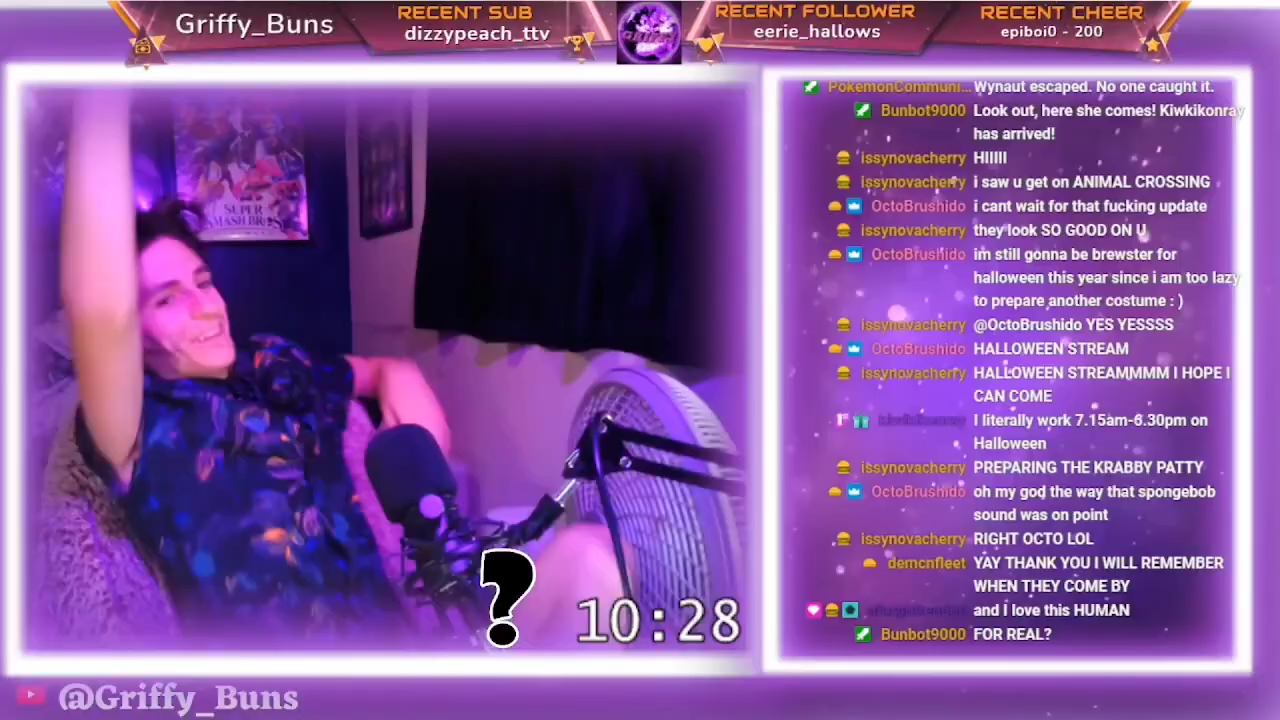 Griffy_Buns
RECENT SUB
dizzypeach_ttv
RECENT FOLLOWER
eerie_hallows
RECENT CHEER
epiboi0 - 200
SUPER
SMASH BROS
PokemonCommuni... Wynaut escaped. No one caught it.
Bunbot9000 Look out, here she comes! Kiwkikonray
has arrived!
issynovacherry HIIIII
issynovacherry i saw u get on ANIMAL CROSSING
OctoBrushido i cant wait for that fucking update
issynovacherry they look SO GOOD ON U
OctoBrushido im still gonna be brewster for
halloween this year since i am too lazy
to prepare another costume : )
issynovacherry @OctoBrushido YES YESSSS
OctoBrushido HALLOWEEN STREAM
issynovacherry HALLOWEEN STREAMMMM I HOPE I
CAN COME
I literally work 7.15am-6.30pm on
Halloween
issynovacherry PREPARING THE KRABBY PATTY
OctoBrushido oh my god the way that spongebob
sound was on point
issynovacherry RIGHT OCTO LOL
demcnfleet YAY THANK YOU I WILL REMEMBER
WHEN THEY COME BY
and I love this HUMAN
Bunbot9000 FOR REAL?
?
10:28
@Griffy_Buns